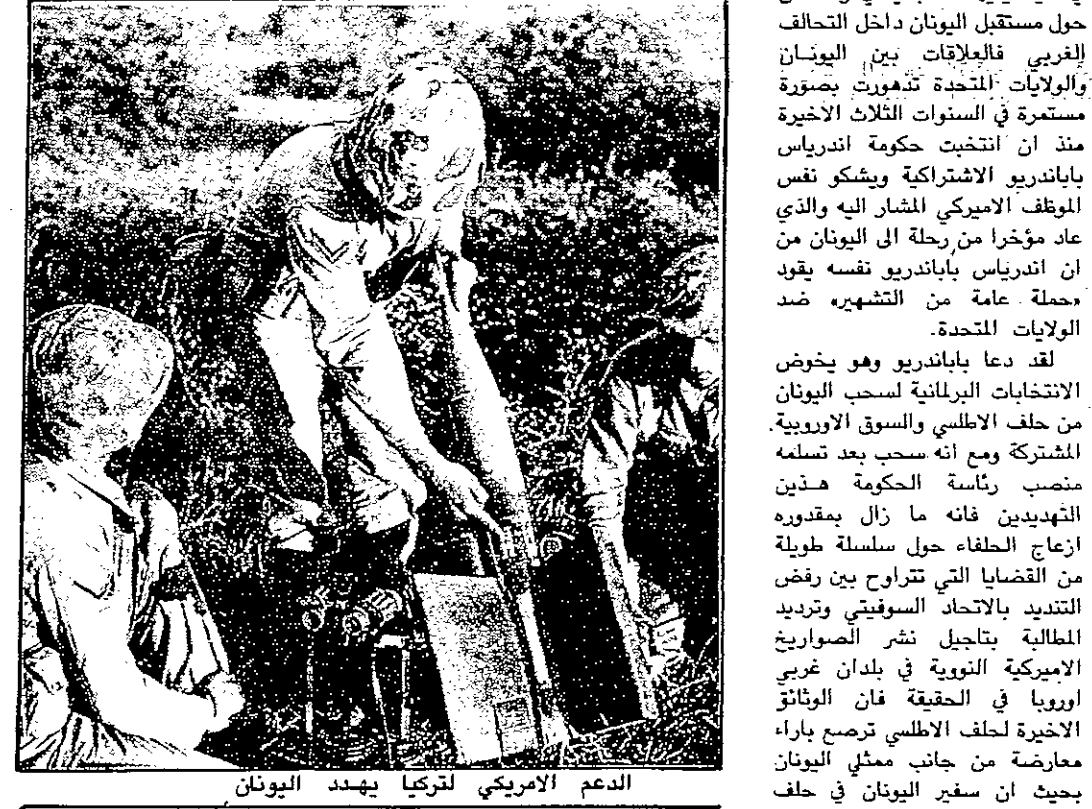 حول مستقبل اليونان داخل التحالف
الغربي فالعلاقات بين اليونان
والولايات المتحدة تدهورت بصورة
مستمرة في السنوات الثلاث الاخيرة
منذ ان انتخبت حكومة اندرياس
باباندريو الاشتراكية ويشكو نفس
الموظف الاميركي المشار اليه والذي
عاد مؤخرا من رحلة الى اليونان من
ان اندرياس باباندريو نفسه يقود
«حملة عامة من التشهير» ضد
الولايات المتحدة.
لقد دعا باباندريو وهو يخوض
الانتخابات البرلمانية لسحب اليونان
من حلف الاطلسي والسوق الاوروبية
المشتركة ومع انه سحب بعد تسلمه
منصب رئاسة الحكومة هذين
التهديدين فانه ما زال بمقدوره
ازعاج الحلفاء حول سلسلة طويلة
من القضايا التي تتراوح بين رفض
التنديد بالاتحاد السوفيتي وترديد
المطالبة بتاجيل نشر الصواريخ
الاميركية النووية في بلدان غربي
اوروبا في الحقيقة فان الوثائق
الاخيرة لحلف الاطلسي ترصع باراء
معارضة من جانب ممثلي اليونان
بحيث ان سفير اليونان في حلف
الدعم الامريكي لتركيا يهدد اليونان